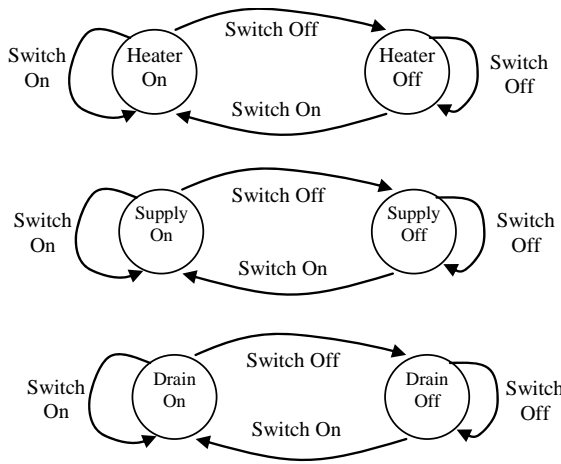 Switch Off
Heater
On
Heater
Off
Switch
On
Switch
Off
Switch On
Switch Off
Supply
On
Supply
Off
Switch
On
Switch
Off
Switch On
Switch Off
Drain
On
Drain
Off
Switch
On
Switch
Off
Switch On